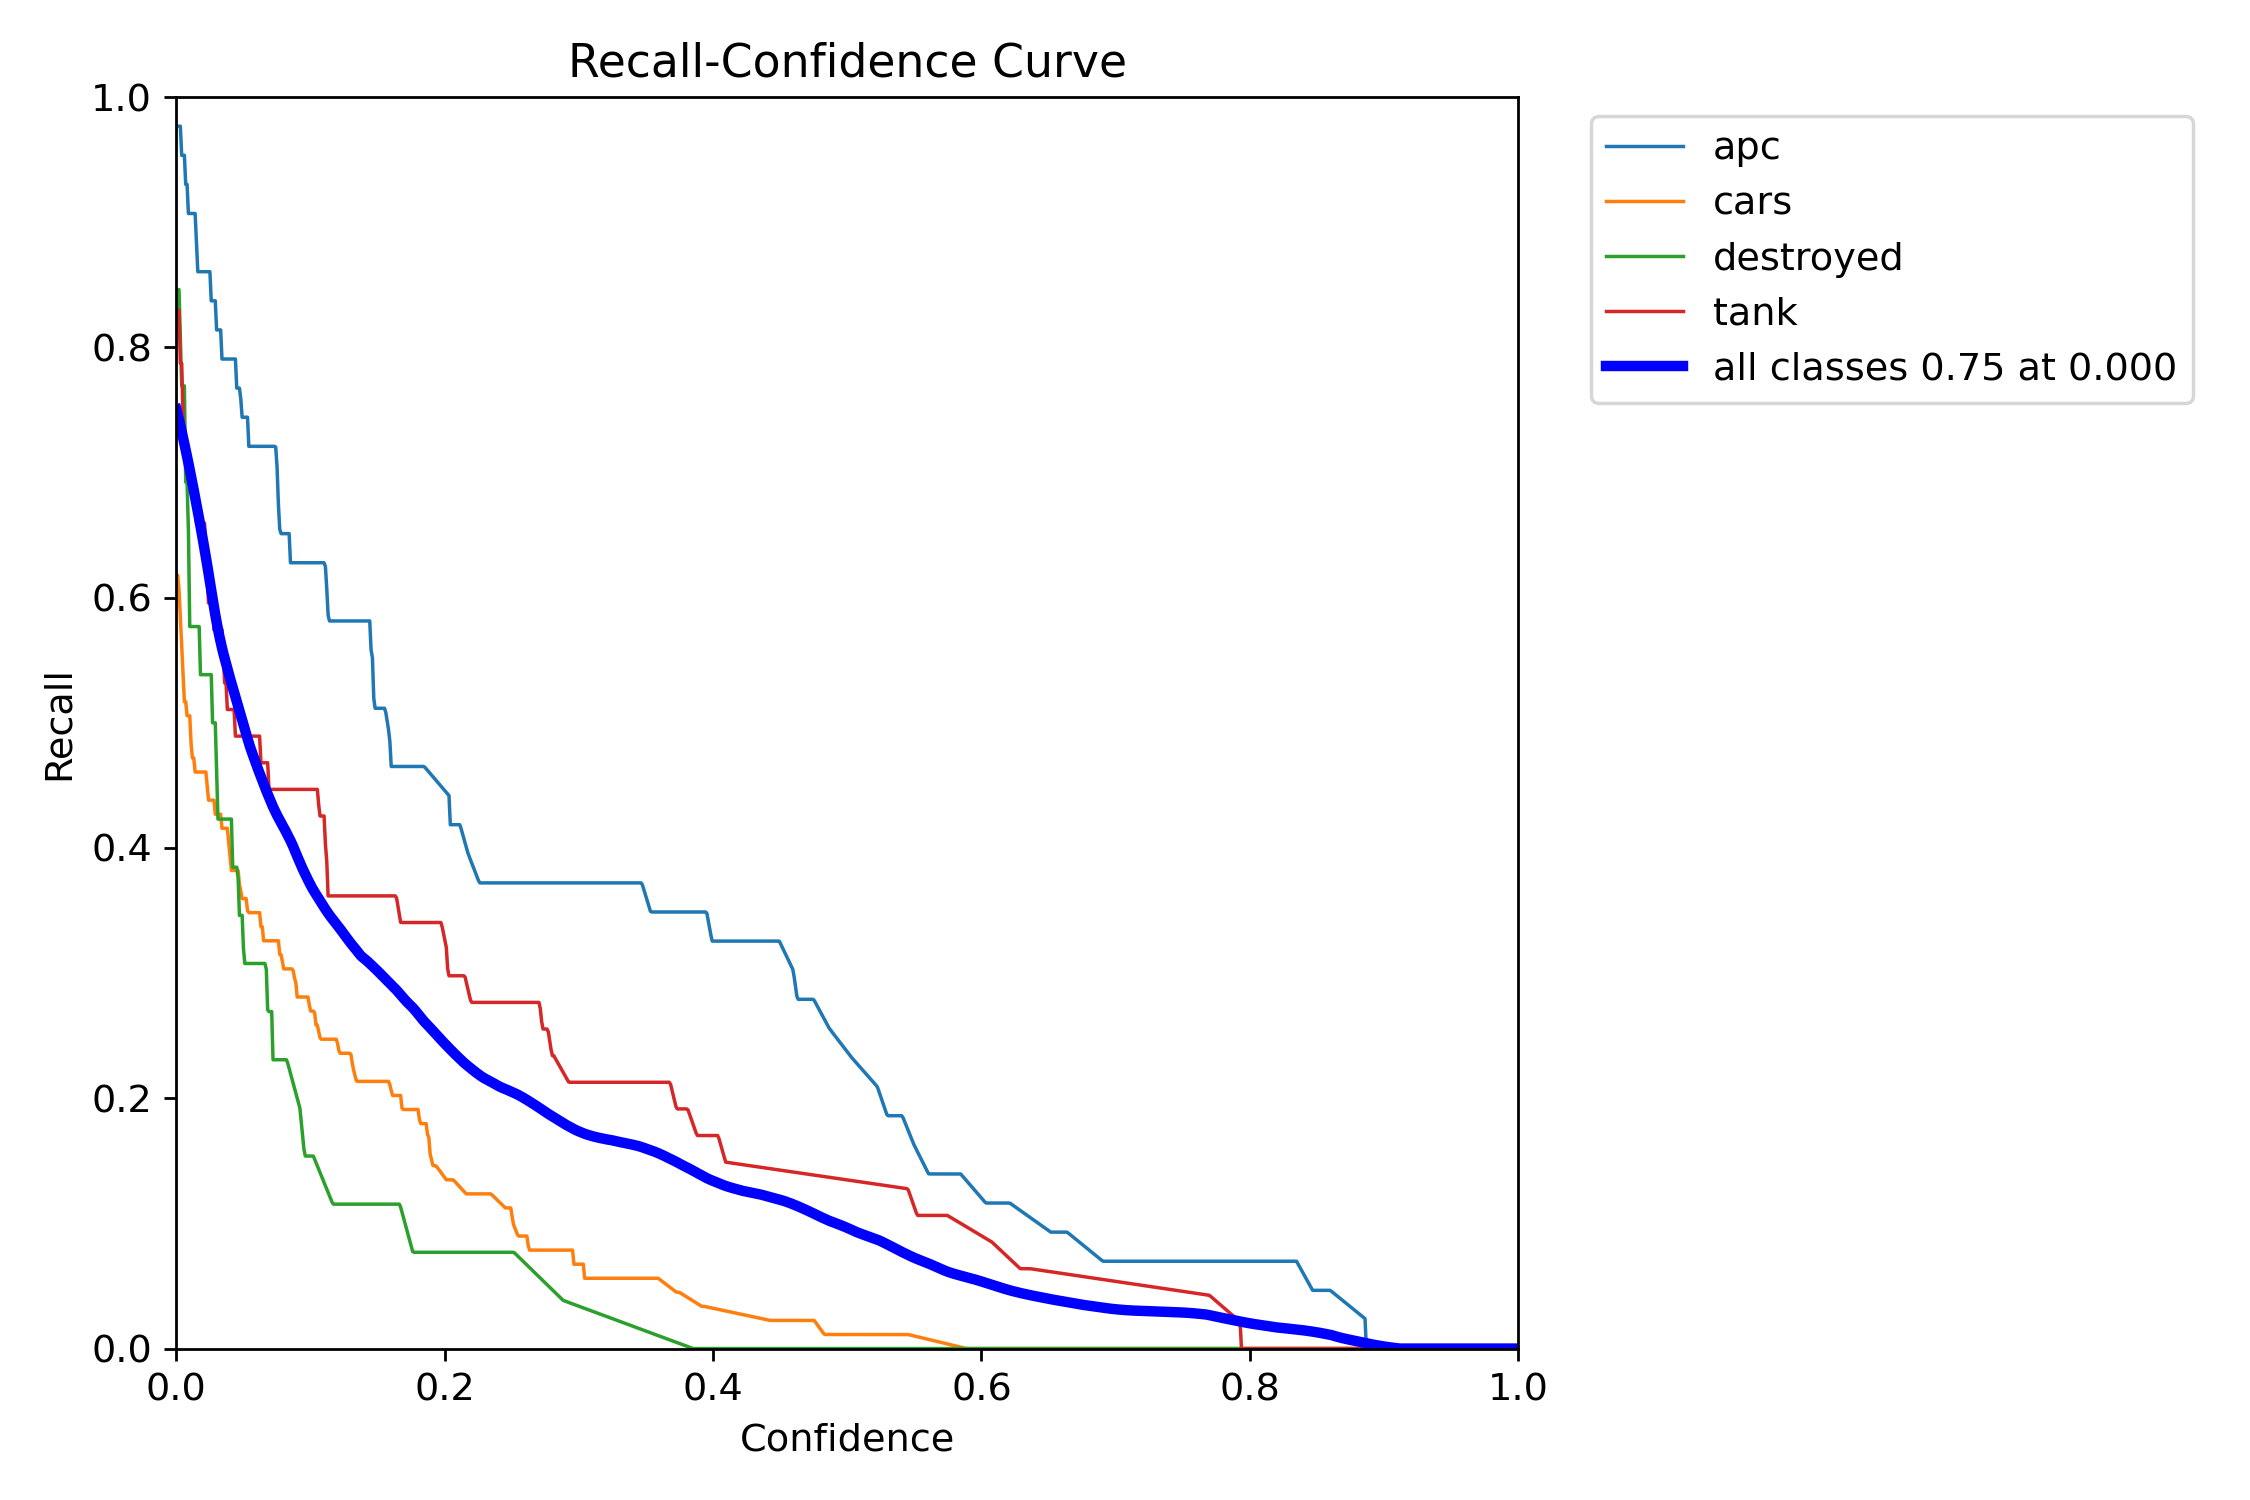 Recall-Confidence Curve
1.0
0.8
0.6
0.4
0.2
0.0
Recall
0.0 0.2 0.4 0.6 0.8 1.0
Confidence
apc
cars
destroyed
tank
all classes 0.75 at 0.000